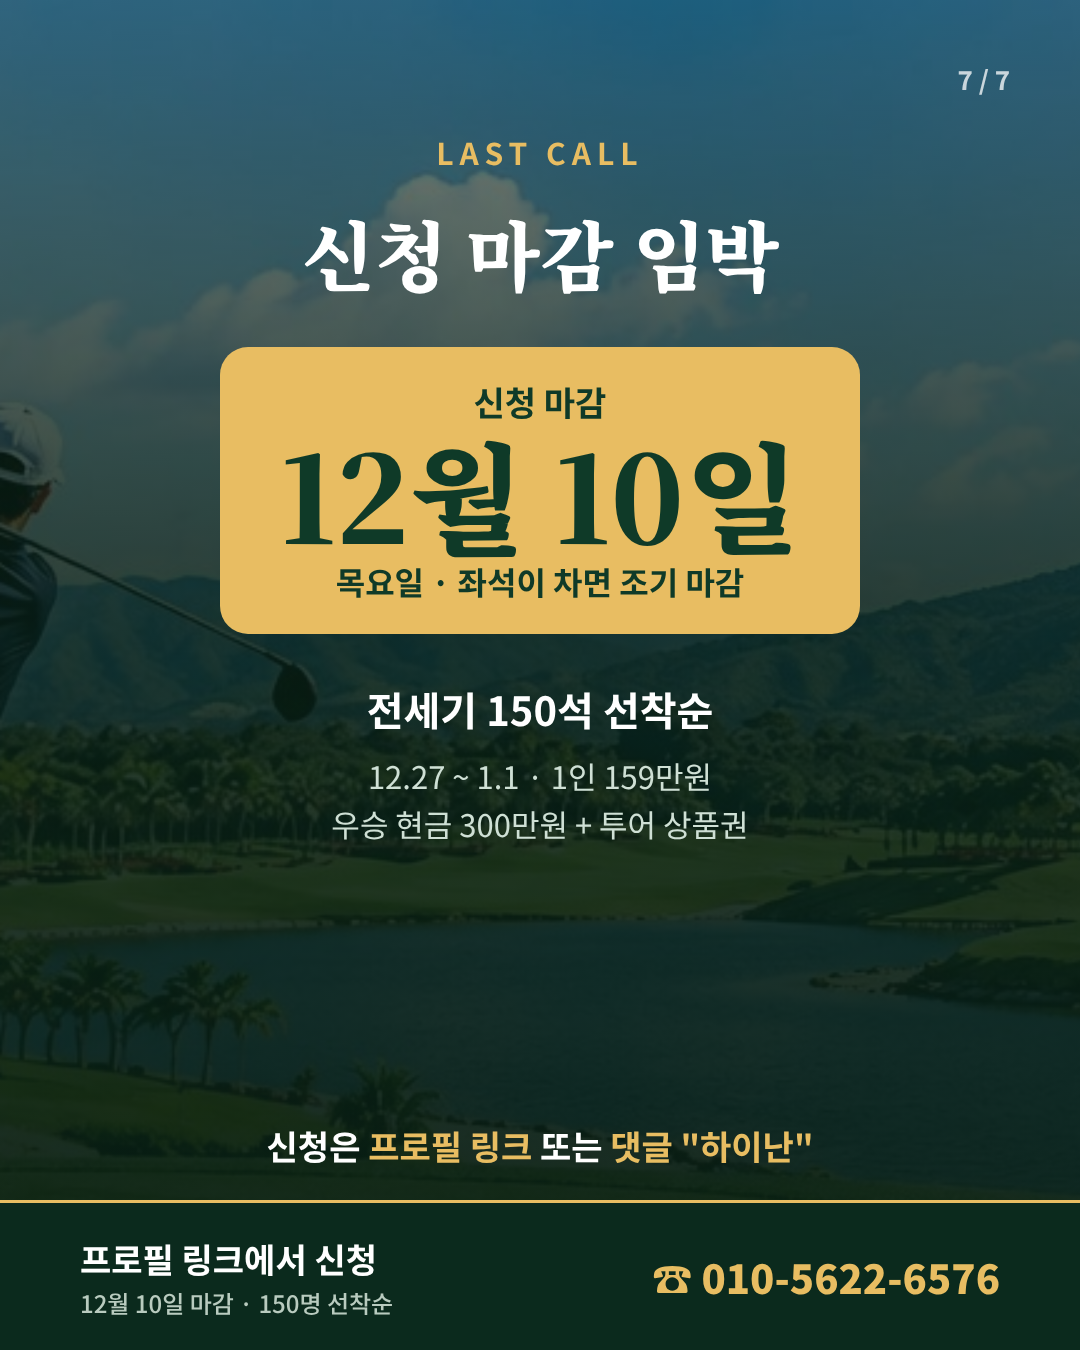 7 / 7
LAST CALL
신청 마감 임박
신청 마감
12월 10일
목요일 · 좌석이 차면 조기 마감
전세기 150석 선착순
12.27 ~ 1.1 · 1인 159만원
우승 현금 300만원 + 투어 상품권
신청은 프로필 링크 또는 댓글 "하이난"
프로필 링크에서 신청
12월 10일 마감 · 150명 선착순
☎ 010-5622-6576